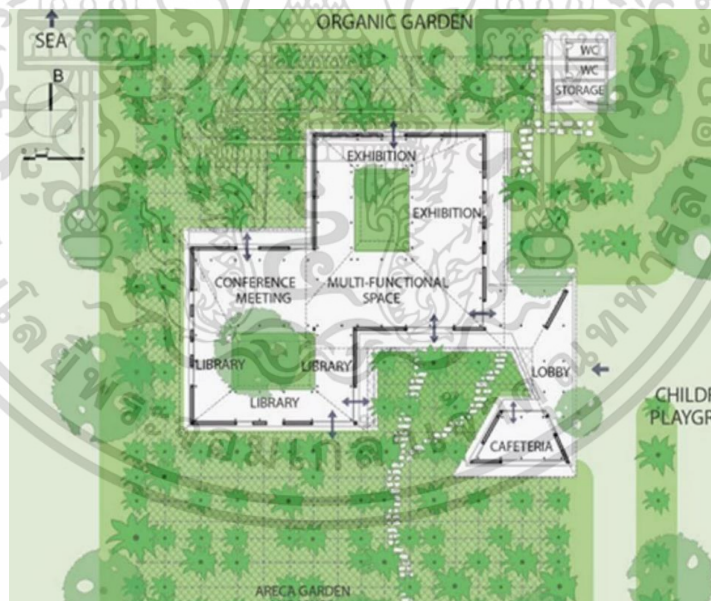 ORGANIC GARDEN
SEA
WC
WC
STORAGE
B
EXHIBITION
EXHIBITION
CONFERENCE
MEETING
MULTI-FUNCTIONAL
SPACE
LIBRARY
LIBRARY
LIBRARY
LOBBY
CHILDR
PLAYGR
CAFETERIA
ARECA GARDEN